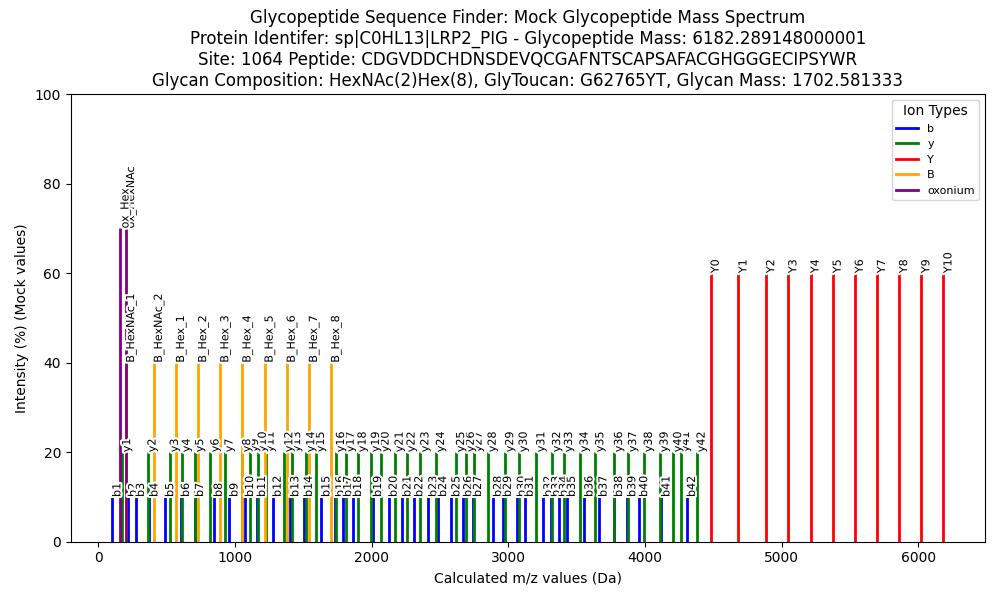 Glycopeptide Sequence Finder: Mock Glycopeptide Mass Spectrum
Protein Identifer: sp|C0HL13|LRP2_PIG - Glycopeptide Mass: 6182.289148000001
Site: 1064 Peptide: CDGVDDCHDNSDEVQCGAFNTSCAPSAFACGHGGGECIPSYWR
Glycan Composition: HexNAc(2)Hex(8), GlyToucan: G62765YT, Glycan Mass: 1702.581333
Intensity (%) (Mock values)
100
80
60
40
20
0
Ion Types
b
y
Y
B
oxonium
ox_Hex
ox_HexNAc
Y0 Y1 Y2 Y3 Y4 Y5 Y6 Y7 Y8 Y9 Y10
B_HexNAc_1 B_HexNAc_2 B_Hex_1 B_Hex_2 B_Hex_3 B_Hex_4 B_Hex_5 B_Hex_6 B_Hex_7 B_Hex_8
y1 y2 y3 y4 y5 y6 y7 y8 y9 y10 y11 y12 y13 y14 y15 y16 y17 y18 y19 y20 y21 y22 y23 y24 y25 y26 y27 y28 y29 y30 y31 y32 y33 y34 y35 y36 y37 y38 y39 y40 y41 y42
b1 b2 b3 b4 b5 b6 b7 b8 b9 b10 b11 b12 b13 b14 b15 b16 b17 b18 b19 b20 b21 b22 b23 b24 b25 b26 b27 b28 b29 b30 b31 b32 b33 b34 b35 b36 b37 b38 b39 b40 b41 b42
0 1000 2000 3000 4000 5000 6000
Calculated m/z values (Da)